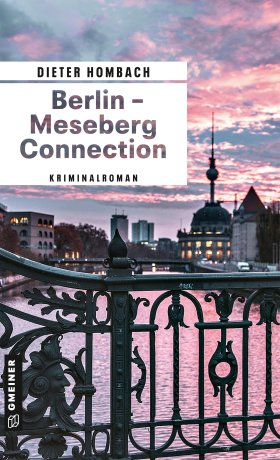 DIETER HOMBACH
Berlin –
Meseberg
Connection
KRIMINALROMAN
GMEINER